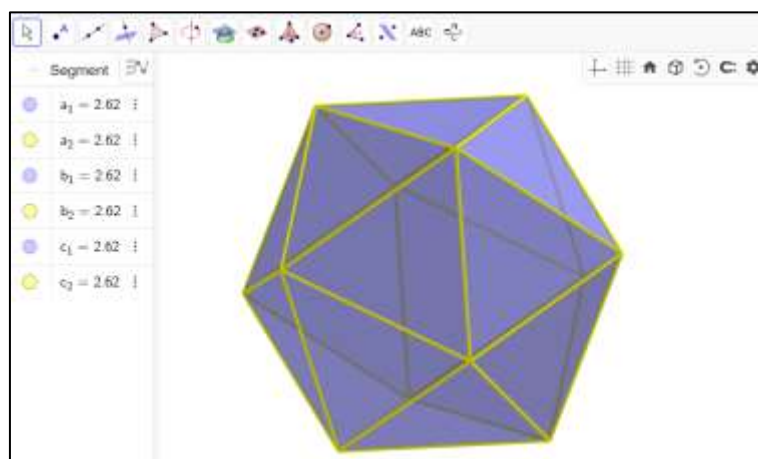 ABC
Segment
a₁ = 2.62
a₂ = 2.62
b₁ = 2.62
b₂ = 2.62
c₁ = 2.62
c₂ = 2.62